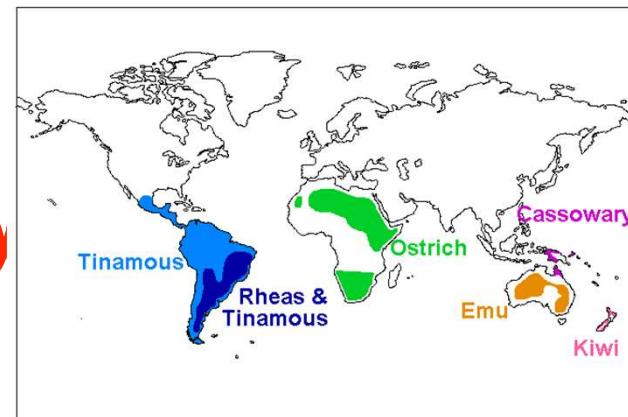 Cassowary
Ostrich
Tinamous
Rheas &
Tinamous
Emu
Kiwi